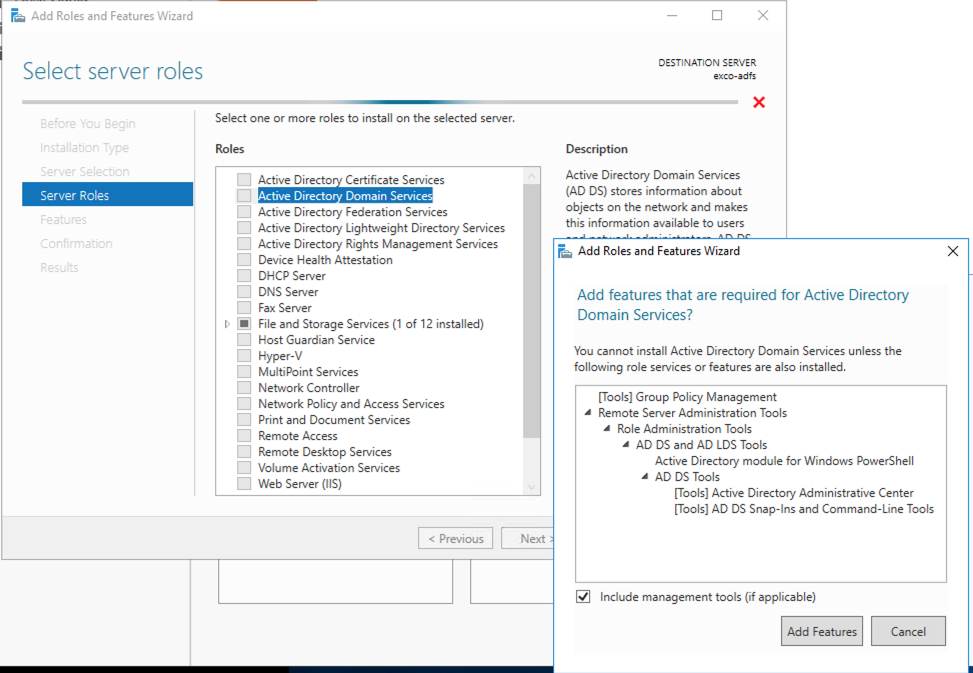 Add Roles and Features Wizard
Select server roles
DESTINATION SERVER
exco-adfs
Before You Begin
Installation Type
Server Selection
Server Roles
Features
Confirmation
Results
Select one or more roles to install on the selected server.
Roles
Active Directory Certificate Services
Active Directory Domain Services
Active Directory Federation Services
Active Directory Lightweight Directory Services
Active Directory Rights Management Services
Device Health Attestation
DHCP Server
DNS Server
Fax Server
File and Storage Services (1 of 12 installed)
Host Guardian Service
Hyper-V
MultiPoint Services
Network Controller
Network Policy and Access Services
Print and Document Services
Remote Access
Remote Desktop Services
Volume Activation Services
Web Server (IIS)
Description
Active Directory Domain Services
(AD DS) stores information about
objects on the network and makes
this information available to users
and network administrators. AD DS
< Previous
Next >
Add Roles and Features Wizard
Add features that are required for Active Directory
Domain Services?
You cannot install Active Directory Domain Services unless the
following role services or features are also installed.
[Tools] Group Policy Management
Remote Server Administration Tools
Role Administration Tools
AD DS and AD LDS Tools
Active Directory module for Windows PowerShell
AD DS Tools
[Tools] Active Directory Administrative Center
[Tools] AD DS Snap-Ins and Command-Line Tools
Include management tools (if applicable)
Add Features
Cancel